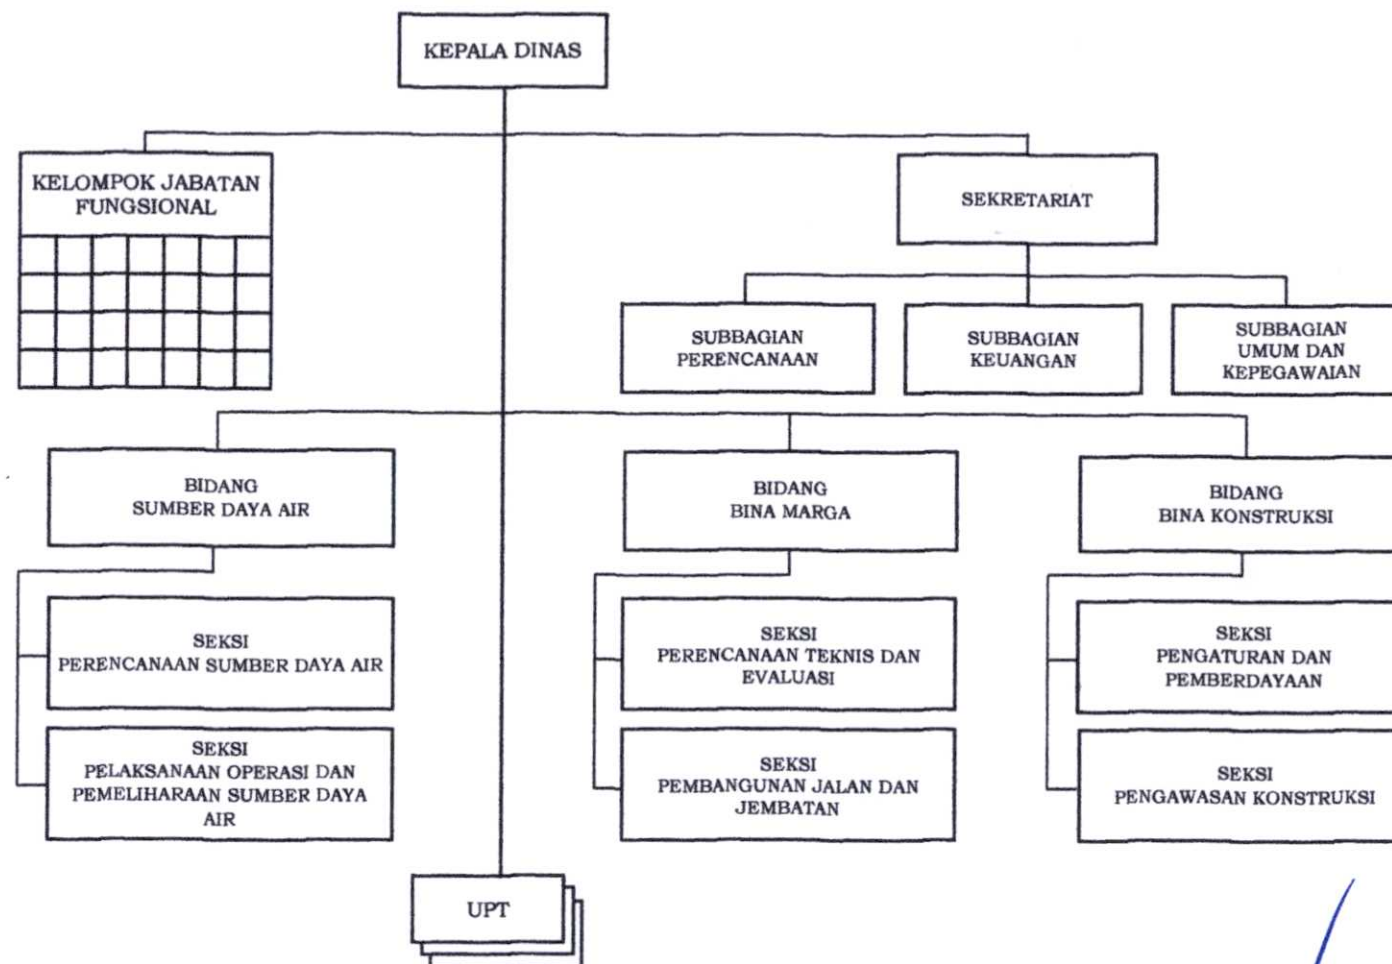 KEPALA DINAS
KELOMPOK JABATAN
FUNGSIONAL
SEKRETARIAT
SUBBAGIAN
PERENCANAAN
SUBBAGIAN
KEUANGAN
SUBBAGIAN
UMUM DAN
KEPEGAWAIAN
BIDANG
SUMBER DAYA AIR
BIDANG
BINA MARGA
BIDANG
BINA KONSTRUKSI
SEKSI
PERENCANAAN SUMBER DAYA AIR
SEKSI
PERENCANAAN TEKNIS DAN
EVALUASI
SEKSI
PENGATURAN DAN
PEMBERDAYAAN
SEKSI
PELAKSANAAN OPERASI DAN
PEMELIHARAAN SUMBER DAYA
AIR
SEKSI
PEMBANGUNAN JALAN DAN
JEMBATAN
SEKSI
PENGAWASAN KONSTRUKSI
UPT